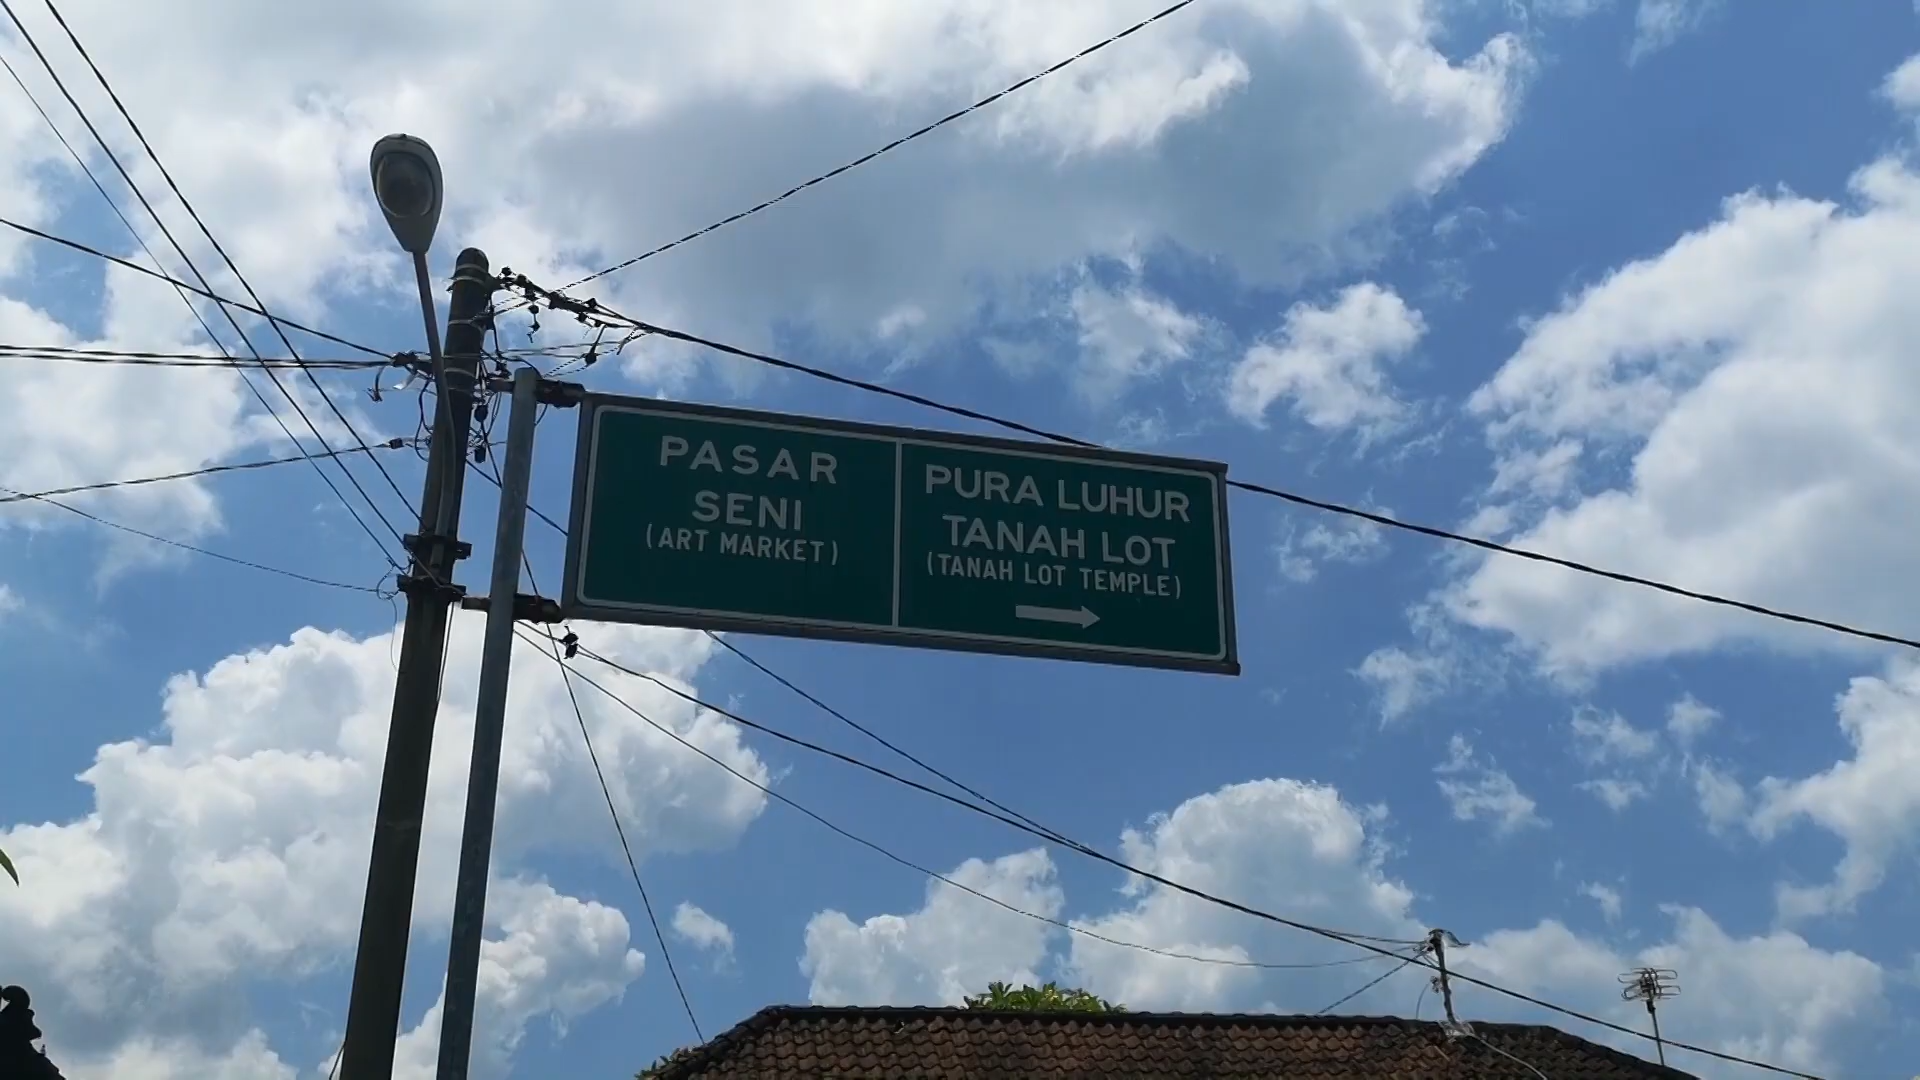 PASAR
SENI
(ART MARKET)
PURA LUHUR
TANAH LOT
(TANAH LOT TEMPLE)